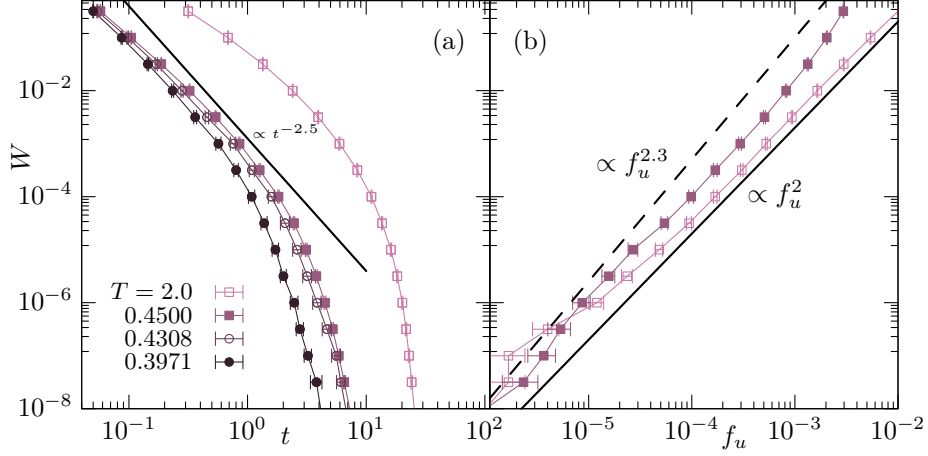 (a)
(b)
W
10^{-2}
10^{-4}
10^{-6}
10^{-8}
∝ t^{-2.5}
∝ f_u^{2.3}
∝ f_u^2
T = 2.0
0.4500
0.4308
0.3971
10^{-1} 10^0 10^1 10^2 10^{-5} 10^{-4} 10^{-3} 10^{-2}
t
f_u